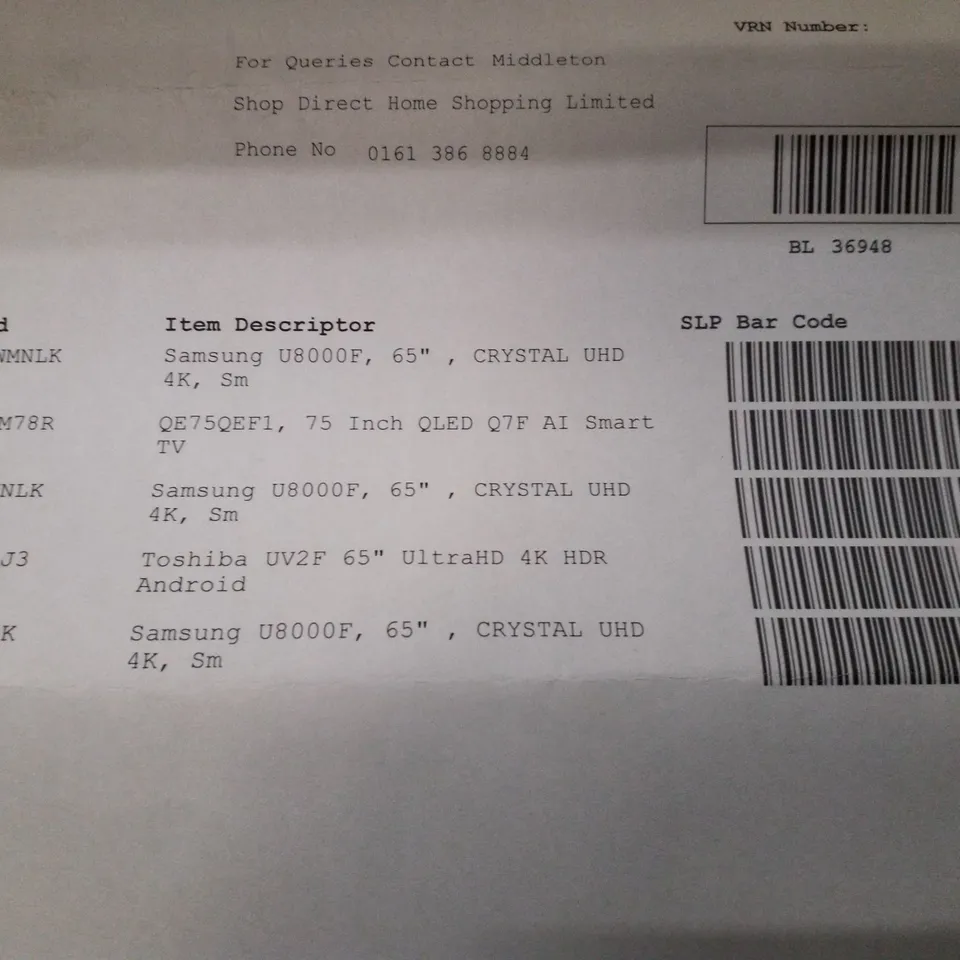 VRN Number:
For Queries Contact Middleton
Shop Direct Home Shopping Limited
Phone No 0161 386 8884
BL 36948
d Item Descriptor SLP Bar Code
WMNLK Samsung U8000F, 65" , CRYSTAL UHD
4K, Sm
M78R QE75QEF1, 75 Inch QLED Q7F AI Smart
TV
NLK Samsung U8000F, 65" , CRYSTAL UHD
4K, Sm
J3 Toshiba UV2F 65" UltraHD 4K HDR
Android
K Samsung U8000F, 65" , CRYSTAL UHD
4K, Sm